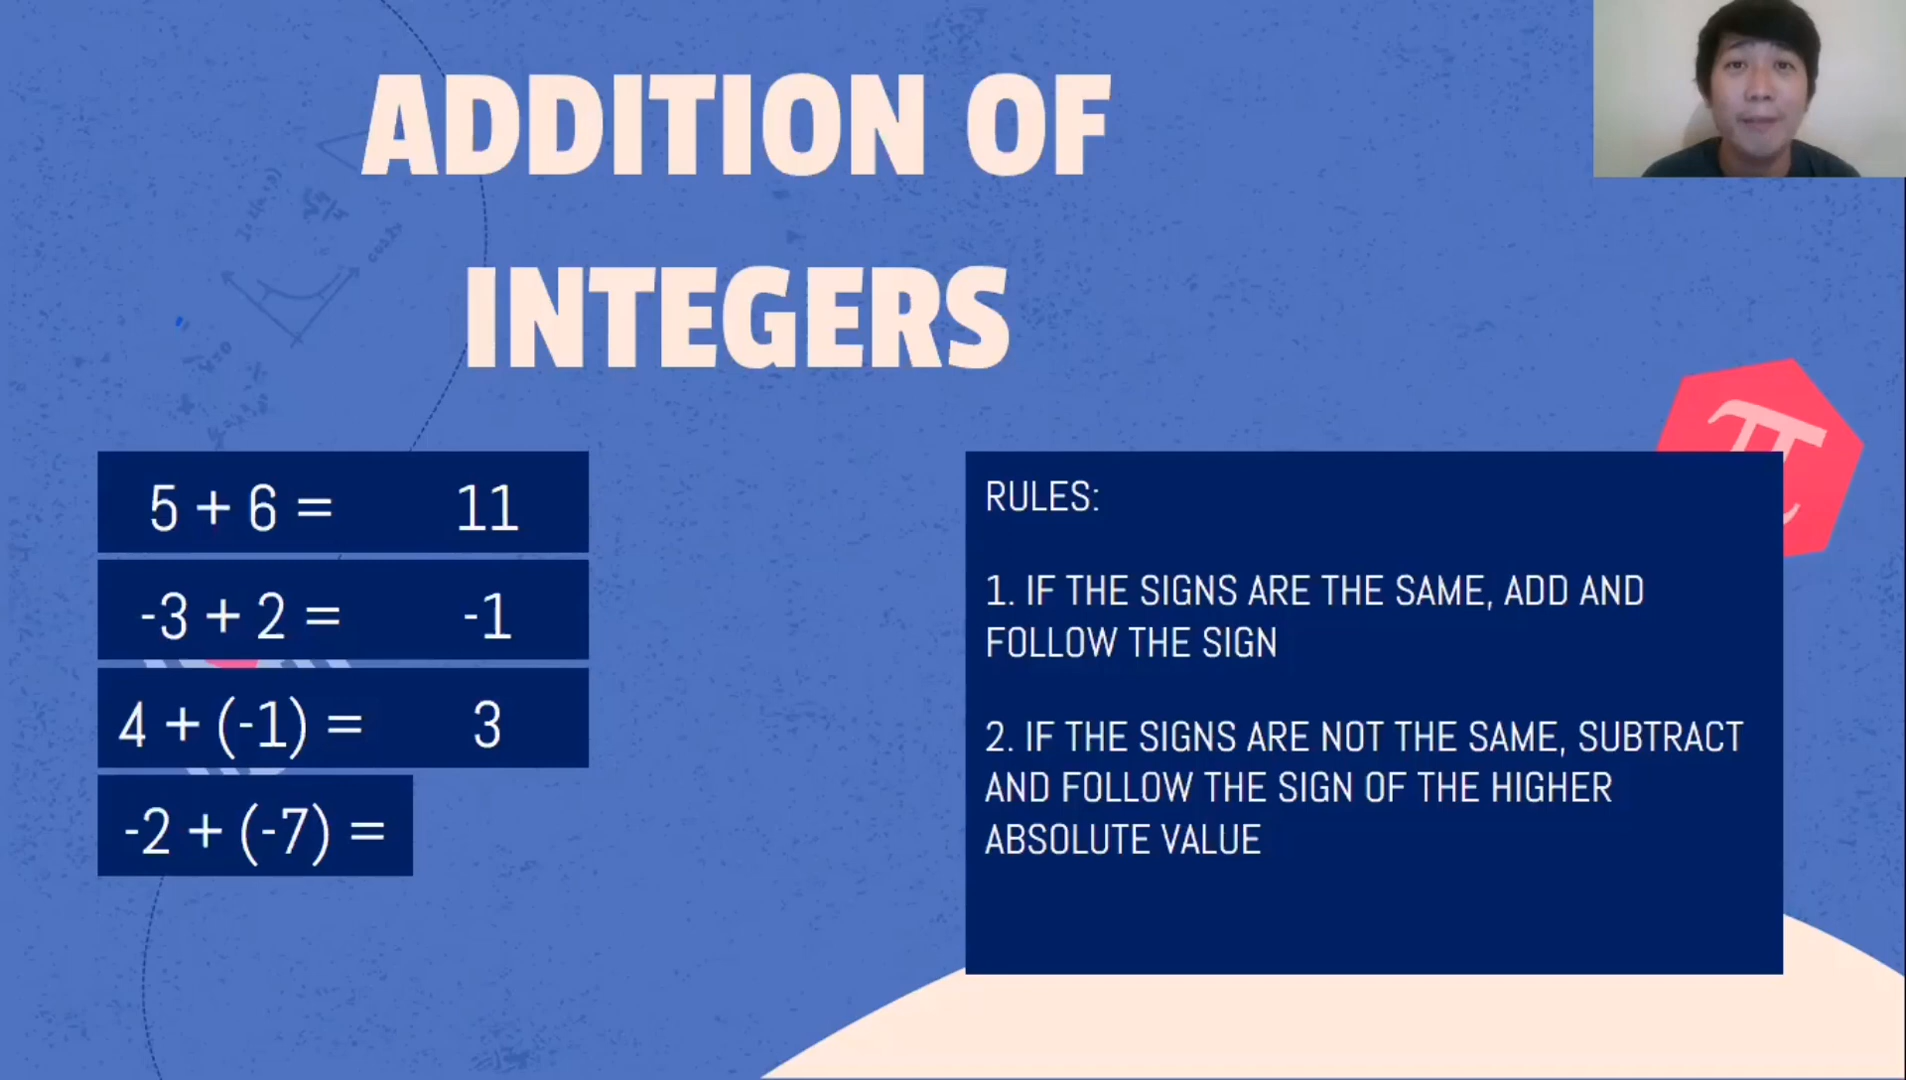 ADDITION OF
INTEGERS
5 + 6 = 11
-3 + 2 = -1
4 + (-1) = 3
-2 + (-7) =
RULES:
1. IF THE SIGNS ARE THE SAME, ADD AND
FOLLOW THE SIGN
2. IF THE SIGNS ARE NOT THE SAME, SUBTRACT
AND FOLLOW THE SIGN OF THE HIGHER
ABSOLUTE VALUE
π